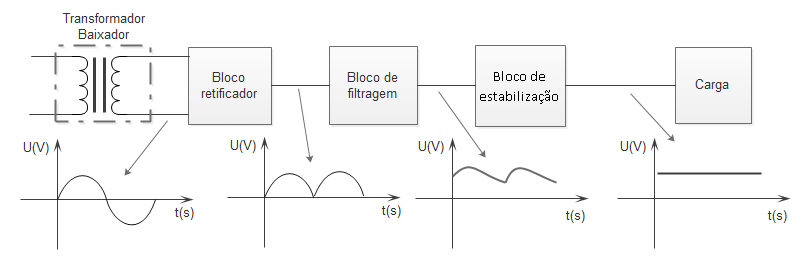 Transformador
Baixador
Bloco
retificador
Bloco de
filtragem
Bloco de
estabilização
Carga
U(V)
t(s)
U(V)
t(s)
U(V)
t(s)
U(V)
t(s)